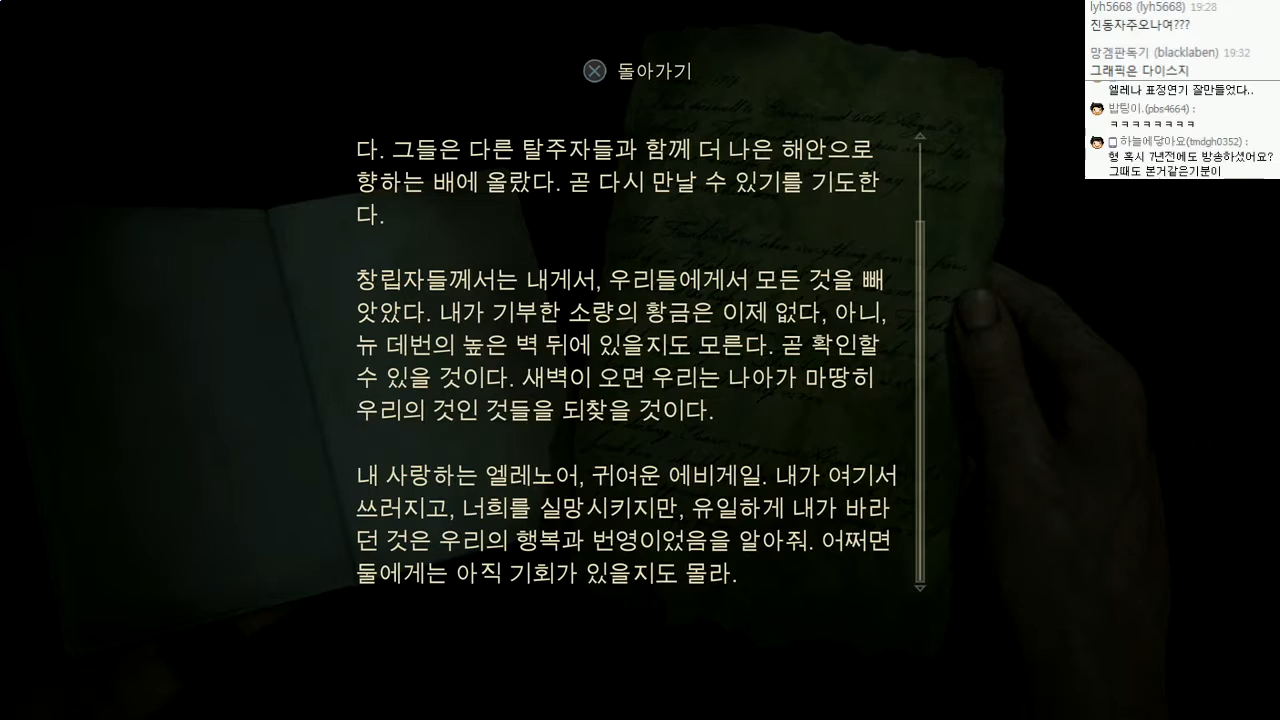 돌아가기
다. 그들은 다른 탈주자들과 함께 더 나은 해안으로
향하는 배에 올랐다. 곧 다시 만날 수 있기를 기도한
다.
창립자들께서는 내게서, 우리들에게서 모든 것을 빼
앗았다. 내가 기부한 소량의 황금은 이제 없다, 아니,
뉴 데번의 높은 벽 뒤에 있을지도 모른다. 곧 확인할
수 있을 것이다. 새벽이 오면 우리는 나아가 마땅히
우리의 것인 것들을 되찾을 것이다.
내 사랑하는 엘레노어, 귀여운 에비게일. 내가 여기서
쓰러지고, 너희를 실망시키지만, 유일하게 내가 바라
던 것은 우리의 행복과 번영이었음을 알아줘. 어쩌면
둘에게는 아직 기회가 있을지도 몰라.
lyh5668 (lyh5668) 19:28
진동자주오나여???
망겜판독기 (blacklaben) 19:32
그래픽은 다이스지
엘레나 표정연기 잘만들었다..
밥팅이.(pbs4664) :
ㅋㅋㅋㅋㅋㅋㅋㅋ
하늘에닿아요(tmdgh0352) :
형 혹시 7년전에도 방송하셨어요?
그때도 본거같은기분이